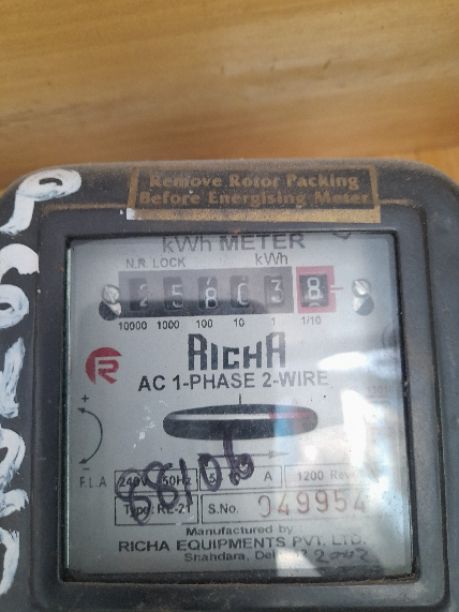 Remove Rotor Packing
Before Energising Meter
kWh METER
N.R. LOCK kWh
2 5 8 0 3 8
10000 1000 100 10 1 1/10
RICHA
AC 1-PHASE 2-WIRE
+
-
F.L.A 240V 50Hz A 1200 Rev
Type: RE-21 S.No. 049954
Manufactured by
RICHA EQUIPMENTS PVT. LTD.
Shahdara, 2002